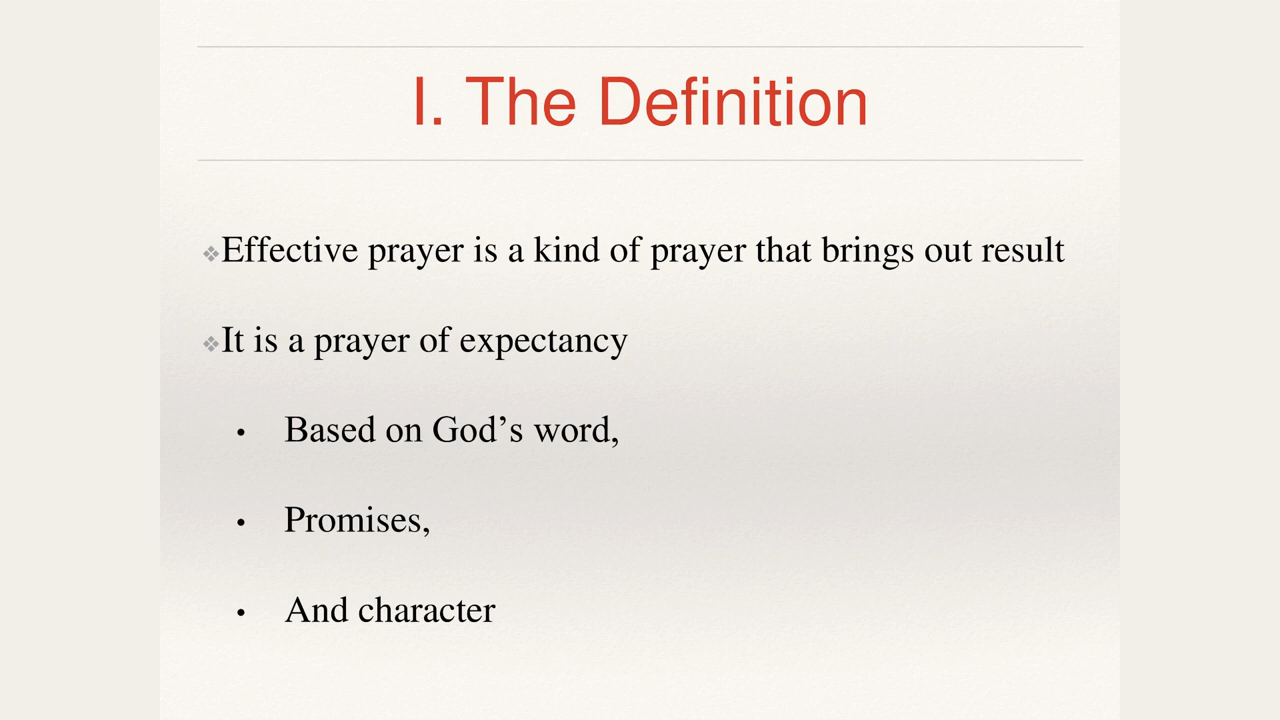 I. The Definition
❖Effective prayer is a kind of prayer that brings out result
❖It is a prayer of expectancy
• Based on God’s word,
• Promises,
• And character